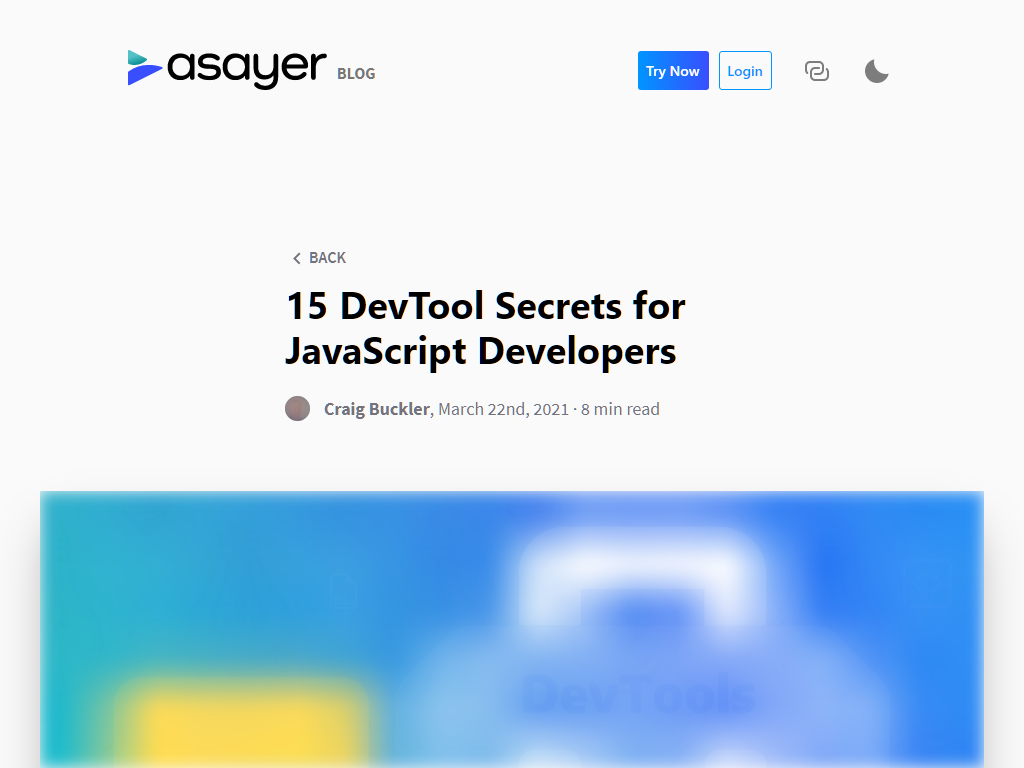 asayer BLOG
Try Now
Login
BACK
15 DevTool Secrets for
JavaScript Developers
Craig Buckler, March 22nd, 2021 · 8 min read
DevTools